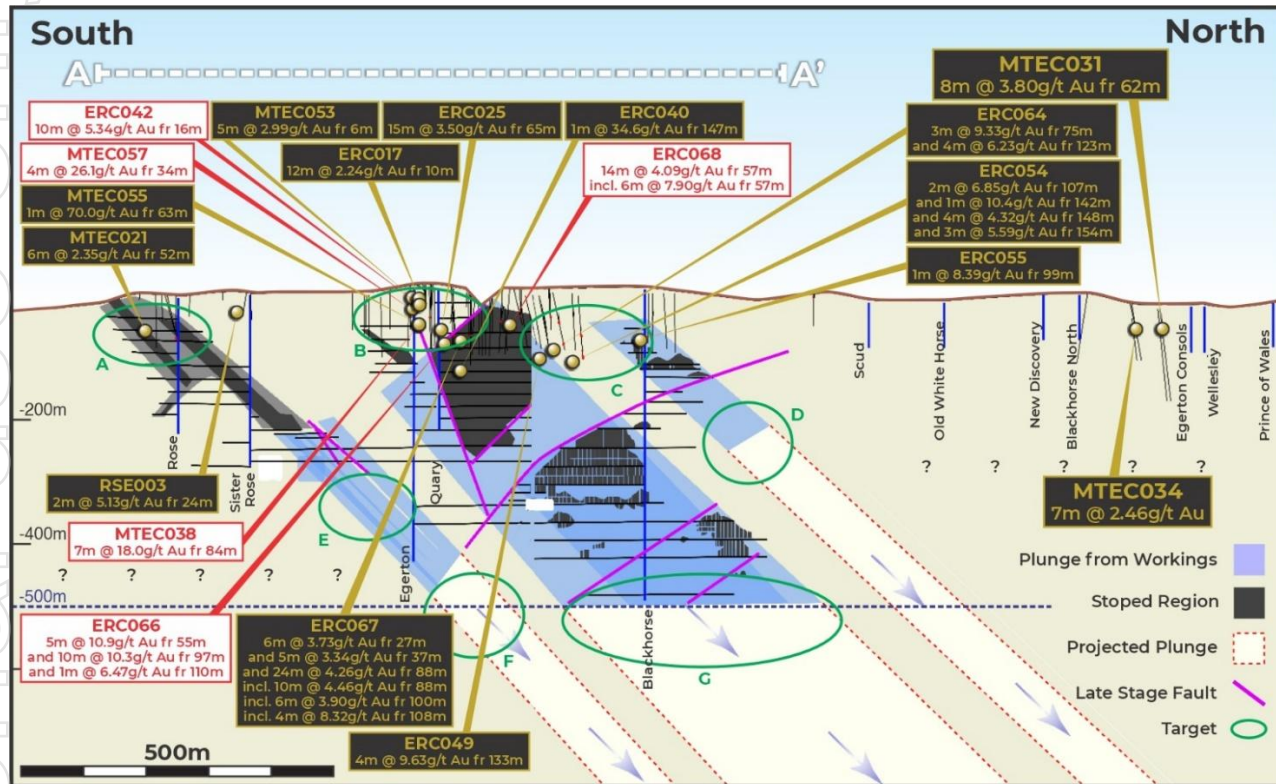 South
North
A
A'
MTEC031
8m @ 3.80g/t Au fr 62m
ERC042
10m @ 5.34g/t Au fr 16m
MTEC053
5m @ 2.99g/t Au fr 6m
ERC025
15m @ 3.50g/t Au fr 65m
ERC040
1m @ 34.6g/t Au fr 147m
ERC064
3m @ 9.33g/t Au fr 75m
and 4m @ 6.23g/t Au fr 123m
MTEC057
4m @ 26.1g/t Au fr 34m
ERC017
12m @ 2.24g/t Au fr 10m
ERC068
14m @ 4.09g/t Au fr 57m
incl. 6m @ 7.90g/t Au fr 57m
ERC054
2m @ 6.85g/t Au fr 107m
and 1m @ 10.4g/t Au fr 142m
and 4m @ 4.32g/t Au fr 148m
and 3m @ 5.59g/t Au fr 154m
MTEC055
1m @ 70.0g/t Au fr 63m
MTEC021
6m @ 2.35g/t Au fr 52m
ERC055
1m @ 8.39g/t Au fr 99m
A
B
C
D
E
F
G
-200m
-400m
-500m
Rose
Sister
Rose
Egerton
Quary
Blackhorse
Scud
Old White Horse
New Discovery
Blackhorse North
Egerton Consols
Wellesley
Prince of Wales
? ? ? ? ?
? ? ? ?
RSE003
2m @ 5.13g/t Au fr 24m
MTEC034
7m @ 2.46g/t Au
MTEC038
7m @ 18.0g/t Au fr 84m
ERC066
5m @ 10.9g/t Au fr 55m
and 10m @ 10.3g/t Au fr 97m
and 1m @ 6.47g/t Au fr 110m
ERC067
6m @ 3.73g/t Au fr 27m
and 5m @ 3.34g/t Au fr 37m
and 24m @ 4.26g/t Au fr 88m
incl. 10m @ 4.46g/t Au fr 88m
incl. 6m @ 3.90g/t Au fr 100m
incl. 4m @ 8.32g/t Au fr 108m
ERC049
4m @ 9.63g/t Au fr 133m
Plunge from Workings
Stoped Region
Projected Plunge
Late Stage Fault
Target
500m